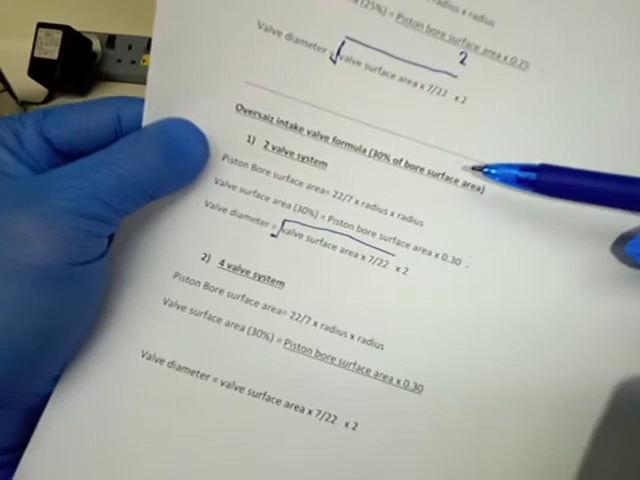 radius x radius
(25%) = Piston bore surface area x 0.25
2
Valve diameter = √valve surface area x 7/22 x 2
Oversaiz intake valve formula (30% of bore surface area)
1) 2 valve system
Piston Bore surface area= 22/7 x radius x radius
Valve surface area (30%) = Piston bore surface area x 0.30
Valve diameter = √valve surface area x 7/22 x 2
2) 4 valve system
Piston Bore surface area= 22/7 x radius x radius
Valve surface area (30%) = Piston bore surface area x 0.30
Valve diameter = valve surface area x 7/22 x 2